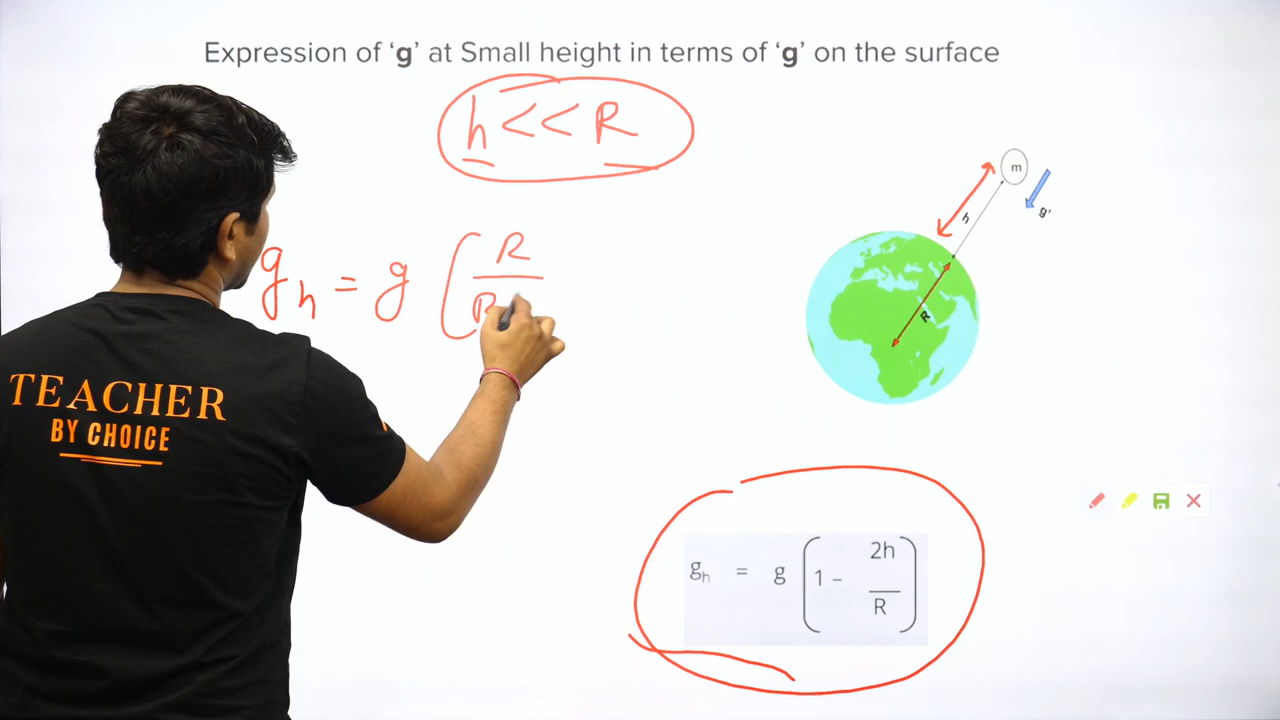 Expression of ‘g’ at Small height in terms of ‘g’ on the surface
h << R
m
h
g'
R
gₕ = g ( R
R
TEACHER
BY CHOICE
gₕ = g ( 1 − 2h
R )